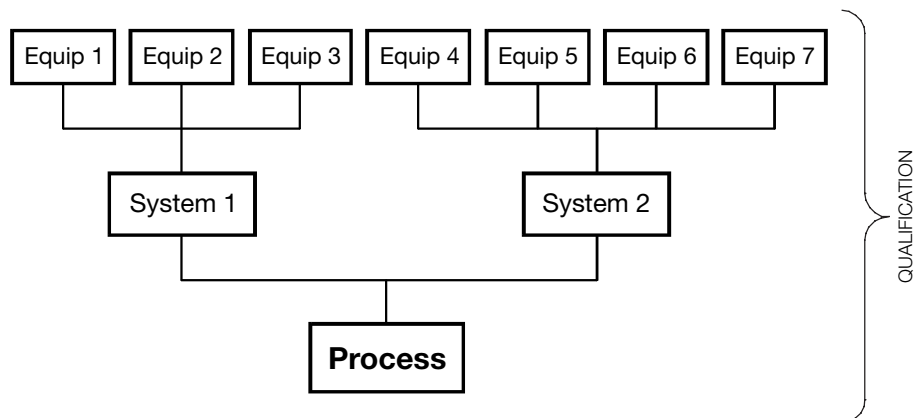 Equip 1
Equip 2
Equip 3
Equip 4
Equip 5
Equip 6
Equip 7
System 1
System 2
Process
QUALIFICATION